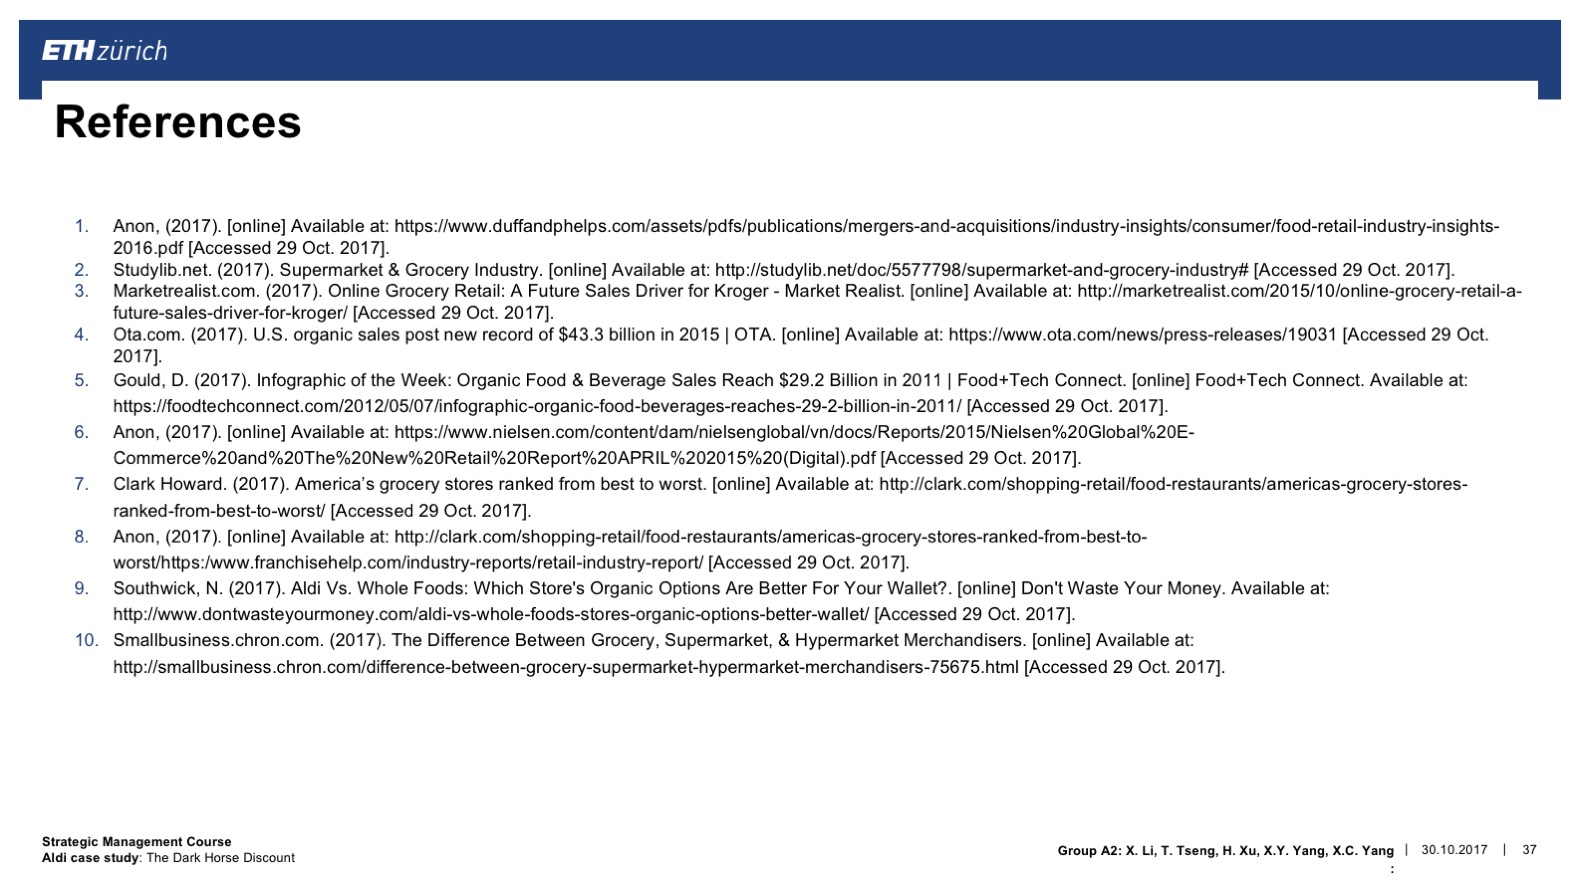 ETH zürich
References
1. Anon, (2017). [online] Available at: https://www.duffandphelps.com/assets/pdfs/publications/mergers-and-acquisitions/industry-insights/consumer/food-retail-industry-insights-
2016.pdf [Accessed 29 Oct. 2017].
2. Studylib.net. (2017). Supermarket & Grocery Industry. [online] Available at: http://studylib.net/doc/5577798/supermarket-and-grocery-industry# [Accessed 29 Oct. 2017].
3. Marketrealist.com. (2017). Online Grocery Retail: A Future Sales Driver for Kroger - Market Realist. [online] Available at: http://marketrealist.com/2015/10/online-grocery-retail-a-
future-sales-driver-for-kroger/ [Accessed 29 Oct. 2017].
4. Ota.com. (2017). U.S. organic sales post new record of $43.3 billion in 2015 | OTA. [online] Available at: https://www.ota.com/news/press-releases/19031 [Accessed 29 Oct.
2017].
5. Gould, D. (2017). Infographic of the Week: Organic Food & Beverage Sales Reach $29.2 Billion in 2011 | Food+Tech Connect. [online] Food+Tech Connect. Available at:
https://foodtechconnect.com/2012/05/07/infographic-organic-food-beverages-reaches-29-2-billion-in-2011/ [Accessed 29 Oct. 2017].
6. Anon, (2017). [online] Available at: https://www.nielsen.com/content/dam/nielsenglobal/vn/docs/Reports/2015/Nielsen%20Global%20E-
Commerce%20and%20The%20New%20Retail%20Report%20APRIL%202015%20(Digital).pdf [Accessed 29 Oct. 2017].
7. Clark Howard. (2017). America’s grocery stores ranked from best to worst. [online] Available at: http://clark.com/shopping-retail/food-restaurants/americas-grocery-stores-
ranked-from-best-to-worst/ [Accessed 29 Oct. 2017].
8. Anon, (2017). [online] Available at: http://clark.com/shopping-retail/food-restaurants/americas-grocery-stores-ranked-from-best-to-
worst/https:/www.franchisehelp.com/industry-reports/retail-industry-report/ [Accessed 29 Oct. 2017].
9. Southwick, N. (2017). Aldi Vs. Whole Foods: Which Store's Organic Options Are Better For Your Wallet?. [online] Don't Waste Your Money. Available at:
http://www.dontwasteyourmoney.com/aldi-vs-whole-foods-stores-organic-options-better-wallet/ [Accessed 29 Oct. 2017].
10. Smallbusiness.chron.com. (2017). The Difference Between Grocery, Supermarket, & Hypermarket Merchandisers. [online] Available at:
http://smallbusiness.chron.com/difference-between-grocery-supermarket-hypermarket-merchandisers-75675.html [Accessed 29 Oct. 2017].
Strategic Management Course
Aldi case study: The Dark Horse Discount
Group A2: X. Li, T. Tseng, H. Xu, X.Y. Yang, X.C. Yang | 30.10.2017 | 37
: